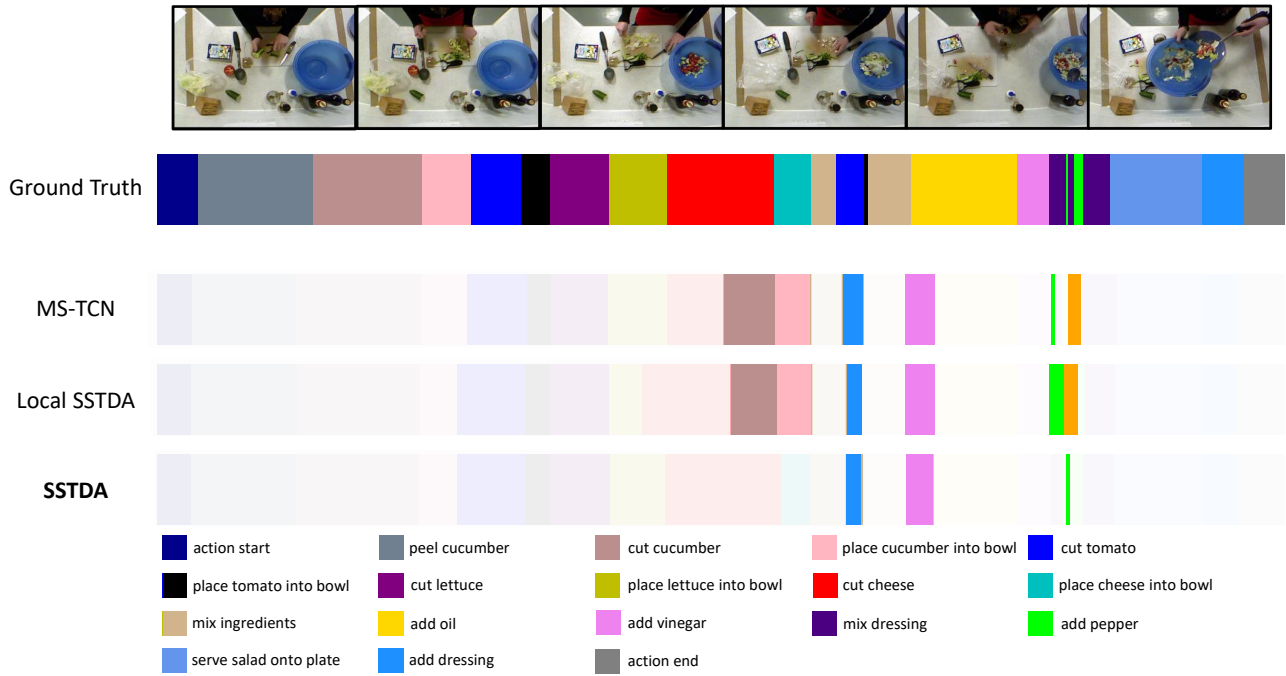 Ground Truth
MS-TCN
Local SSTDA
SSTDA
action start
peel cucumber
cut cucumber
place cucumber into bowl
cut tomato
place tomato into bowl
cut lettuce
place lettuce into bowl
cut cheese
place cheese into bowl
mix ingredients
add oil
add vinegar
mix dressing
add pepper
serve salad onto plate
add dressing
action end